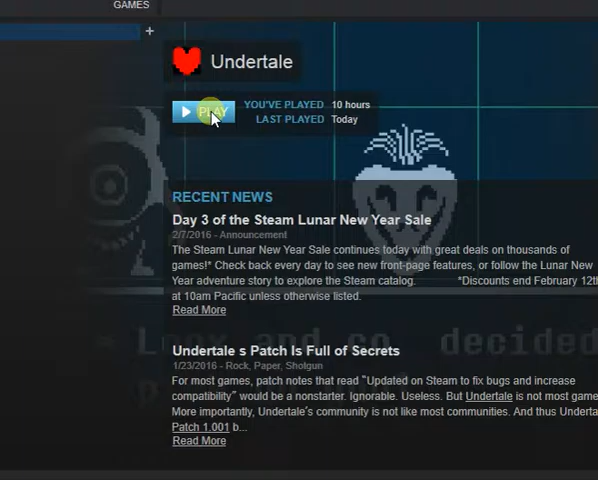 GAMES
+
Undertale
PLAY
YOU'VE PLAYED 10 hours
LAST PLAYED Today
RECENT NEWS
Day 3 of the Steam Lunar New Year Sale
2/7/2016 - Announcement
The Steam Lunar New Year Sale continues today with great deals on thousands of
games!* Check back every day to see new front-page features, or follow the Lunar New
Year adventure story to explore the Steam catalog. *Discounts end February 12th
at 10am Pacific unless otherwise listed.
Read More
Loox and co. decided
Undertale s Patch Is Full of Secrets
1/23/2016 - Rock, Paper, Shotgun
For most games, patch notes that read "Updated on Steam to fix bugs and increase
compatibility" would be a nonstarter. Ignorable. Useless. But Undertale is not most game
More importantly, Undertale's community is not like most communities. And thus Underta
Patch 1.001 b...
Read More